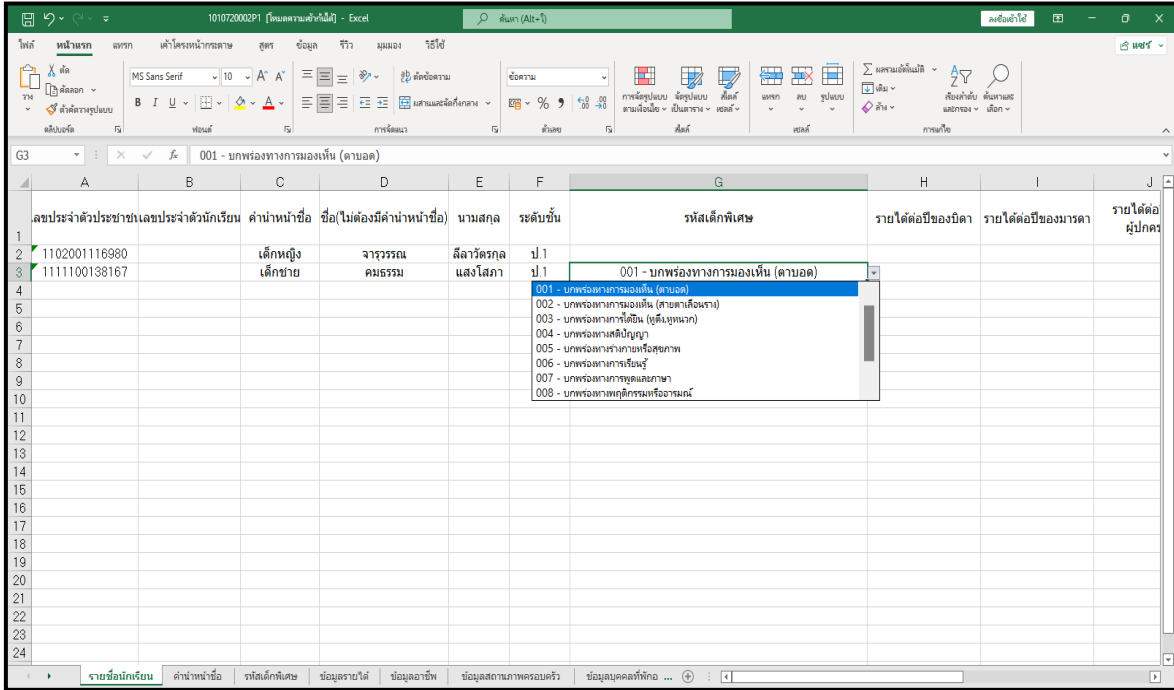 1010720002P1 [โหมดความเข้ากันได้] - Excel
ค้นหา (Alt+ใ)
ลงชื่อเข้าใช้
ไฟล์ หน้าแรก แทรก เค้าโครงหน้ากระดาษ สูตร ข้อมูล รีวิว มุมมอง วิธีใช้
แชร์
วาง
ตัด
คัดลอก
ตัวคัดวางรูปแบบ
คลิปบอร์ด
MS Sans Serif 10
B I U
ฟอนต์
ตัดข้อความ
ผสานและจัดกึ่งกลาง
การจัดแนว
ข้อความ
ตัวเลข
การจัดรูปแบบตามเงื่อนไข
จัดรูปแบบเป็นตาราง
สไตล์เซลล์
สไตล์
แทรก ลบ รูปแบบ
เซลล์
ผลรวมอัตโนมัติ
เติม
ล้าง
เรียงลำดับและกรอง
ค้นหาและเลือก
การแก้ไข
G3 fx 001 - บกพร่องทางการมองเห็น (ตาบอด)
A B C D E F G H I J
1 ลขประจำตัวประชาชน เลขประจำตัวนักเรียน คำนำหน้าชื่อ ชื่อ(ไม่ต้องมีคำนำหน้าชื่อ) นามสกุล ระดับชั้น รหัสเด็กพิเศษ รายได้ต่อปีของบิดา รายได้ต่อปีของมารดา รายได้ต่อ
ผู้ปกคร
2 1102001116980 เด็กหญิง จารุวรรณ ลีลาวัตรกุล ป.1
3 1111100138167 เด็กชาย คมธรรม แสงโสภา ป.1 001 - บกพร่องทางการมองเห็น (ตาบอด)
001 - บกพร่องทางการมองเห็น (ตาบอด)
002 - บกพร่องทางการมองเห็น (สายตาเลือนราง)
003 - บกพร่องทางการได้ยิน (หูตึง,หูหนวก)
004 - บกพร่องทางสติปัญญา
005 - บกพร่องทางร่างกายหรือสุขภาพ
006 - บกพร่องทางการเรียนรู้
007 - บกพร่องทางการพูดและภาษา
008 - บกพร่องทางพฤติกรรมหรืออารมณ์
4
5
6
7
8
9
10
11
12
13
14
15
16
17
18
19
20
21
22
23
24
รายชื่อนักเรียน คำนำหน้าชื่อ รหัสเด็กพิเศษ ข้อมูลรายได้ ข้อมูลอาชีพ ข้อมูลสถานภาพครอบครัว ข้อมูลบุคคลที่พักอ ...